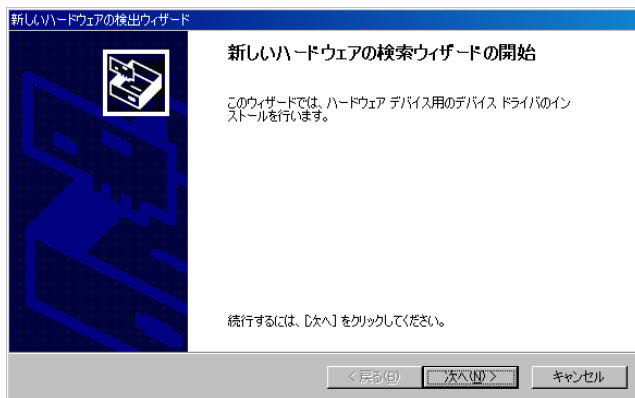 新しいハードウェアの検出ウィザード
新しいハードウェアの検索ウィザードの開始
このウィザードでは、ハードウェア デバイス用のデバイス ドライバのイン
ストールを行います。
続行するには、[次へ] をクリックしてください。
< 戻る(B)
次へ(N) >
キャンセル